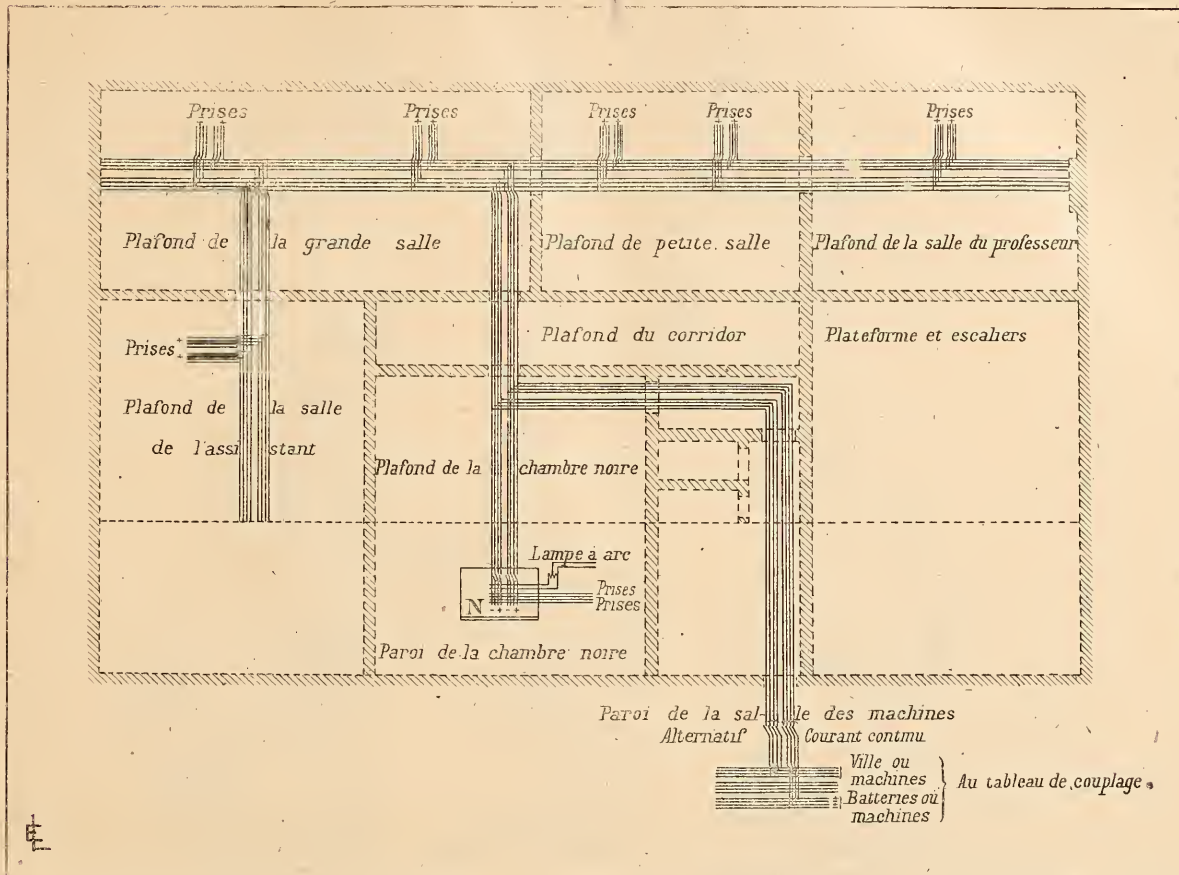 Prises
Prises
Prises
Prises
Prises
Plafond de la grande salle
Plafond de petite salle
Plafond de la salle du professeur
Prises
Plafond du corridor
Plateforme et escaliers
Plafond de la salle
de l'assistant
Plafond de la chambre noire
Lampe à arc
Prises
Prises
N - + - +
Paroi de la chambre noire
Paroi de la salle des machines
Alternatif Courant continu
Ville ou
machines
Batteries ou
machines
Au tableau de couplage.